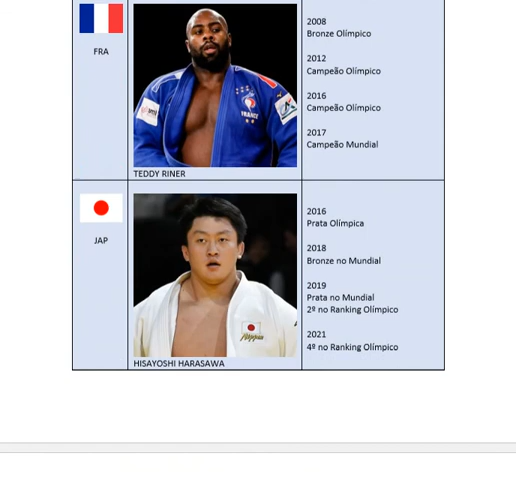 FRA
TEDDY RINER
2008
Bronze Olímpico
2012
Campeão Olímpico
2016
Campeão Olímpico
2017
Campeão Mundial
JAP
HISAYOSHI HARASAWA
2016
Prata Olímpica
2018
Bronze no Mundial
2019
Prata no Mundial
2º no Ranking Olímpico
2021
4º no Ranking Olímpico
FRANCE
Nippon